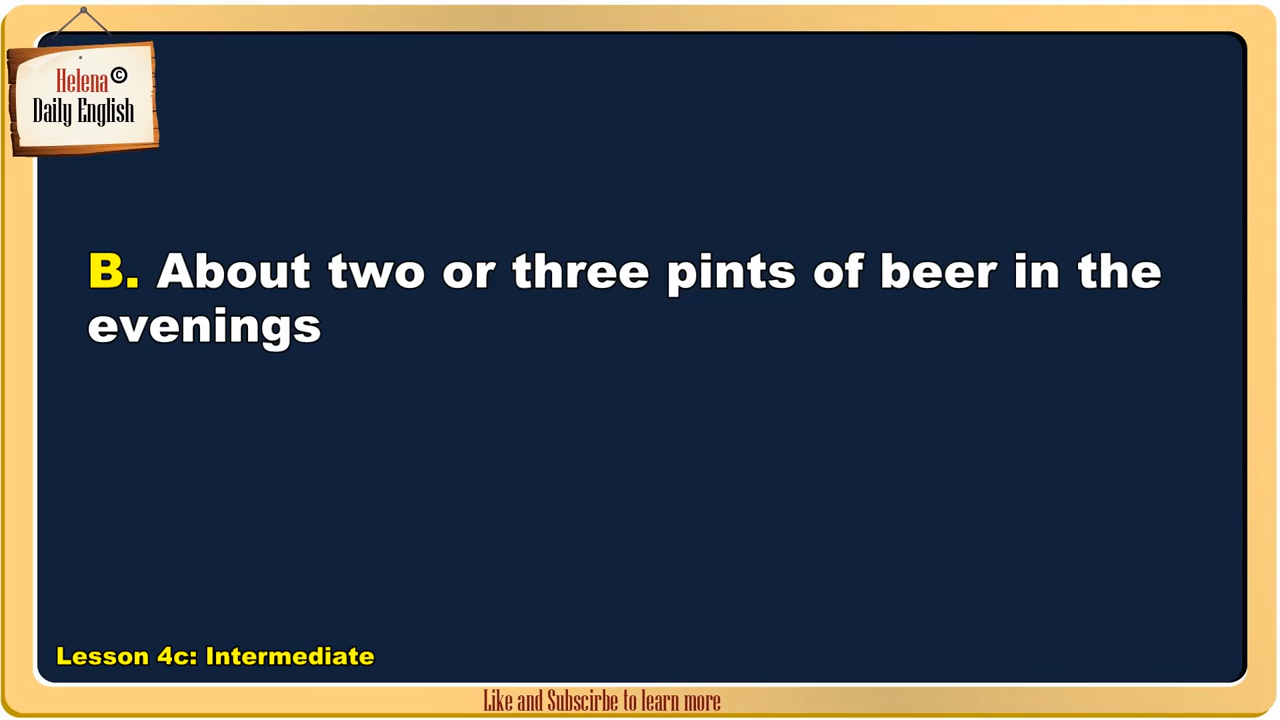 Helena ©
Daily English
B. About two or three pints of beer in the
evenings
Lesson 4c: Intermediate
Like and Subscirbe to learn more